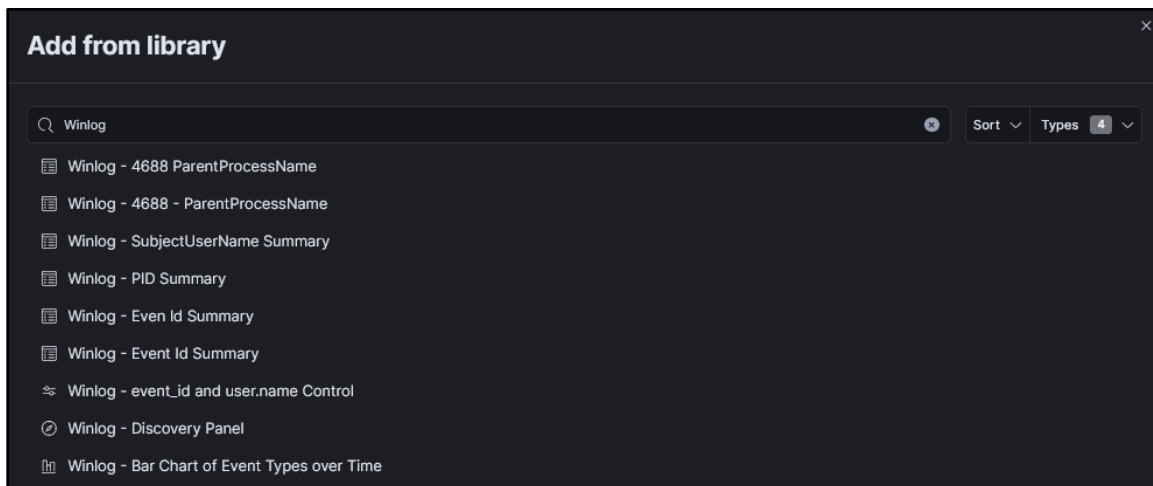 Add from library
Winlog
Sort
Types 4
Winlog - 4688 ParentProcessName
Winlog - 4688 - ParentProcessName
Winlog - SubjectUserName Summary
Winlog - PID Summary
Winlog - Even Id Summary
Winlog - Event Id Summary
Winlog - event_id and user.name Control
Winlog - Discovery Panel
Winlog - Bar Chart of Event Types over Time